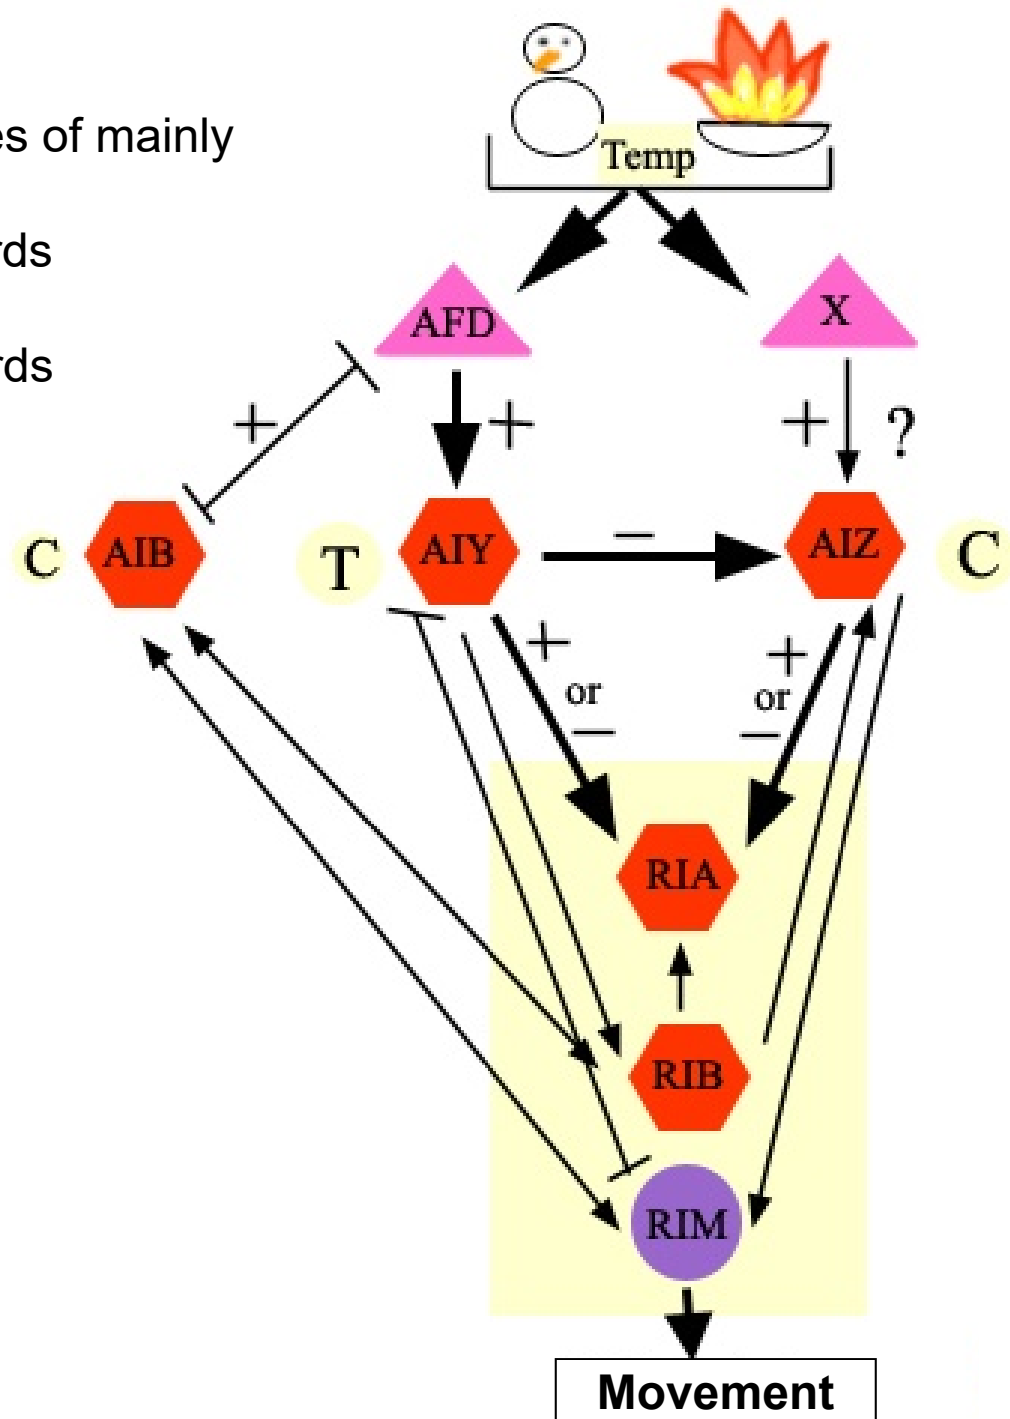 es of mainly
rds
rds
Temp
AFD
X
+
+
+
?
C
AIB
T
AIY
−
AIZ
C
+
or
−
+
or
−
RIA
RIB
RIM
Movement